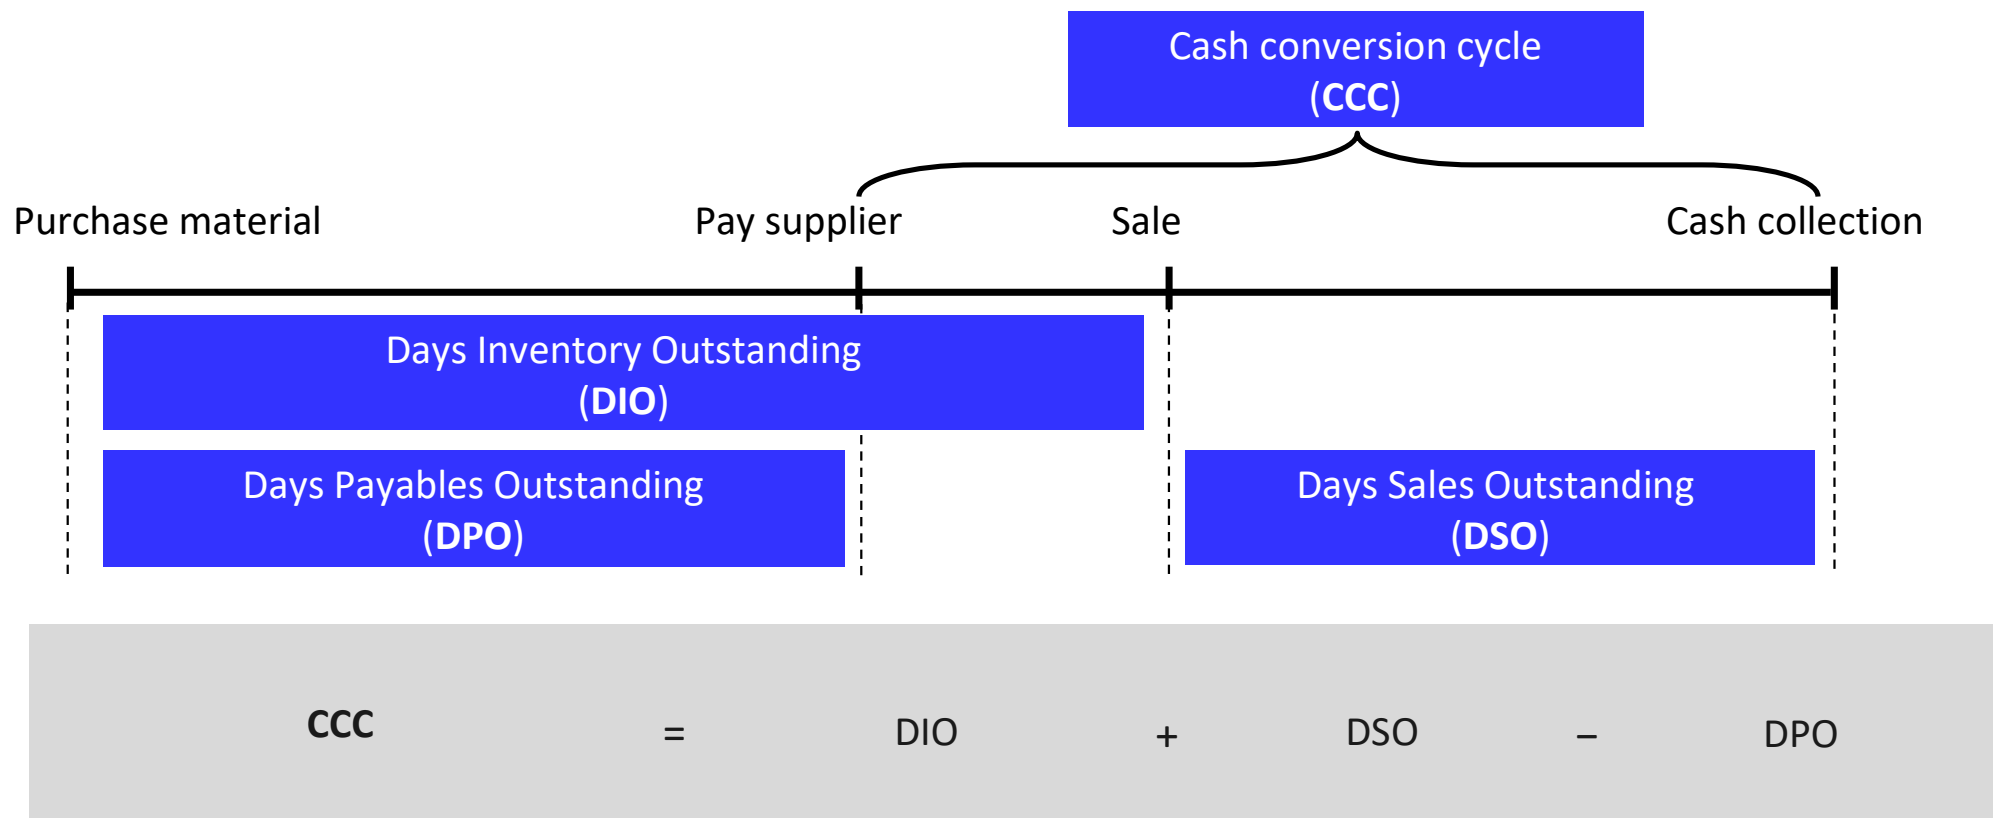 Cash conversion cycle
(CCC)
Purchase material Pay supplier Sale Cash collection
Days Inventory Outstanding
(DIO)
Days Payables Outstanding
(DPO)
Days Sales Outstanding
(DSO)
CCC = DIO + DSO – DPO